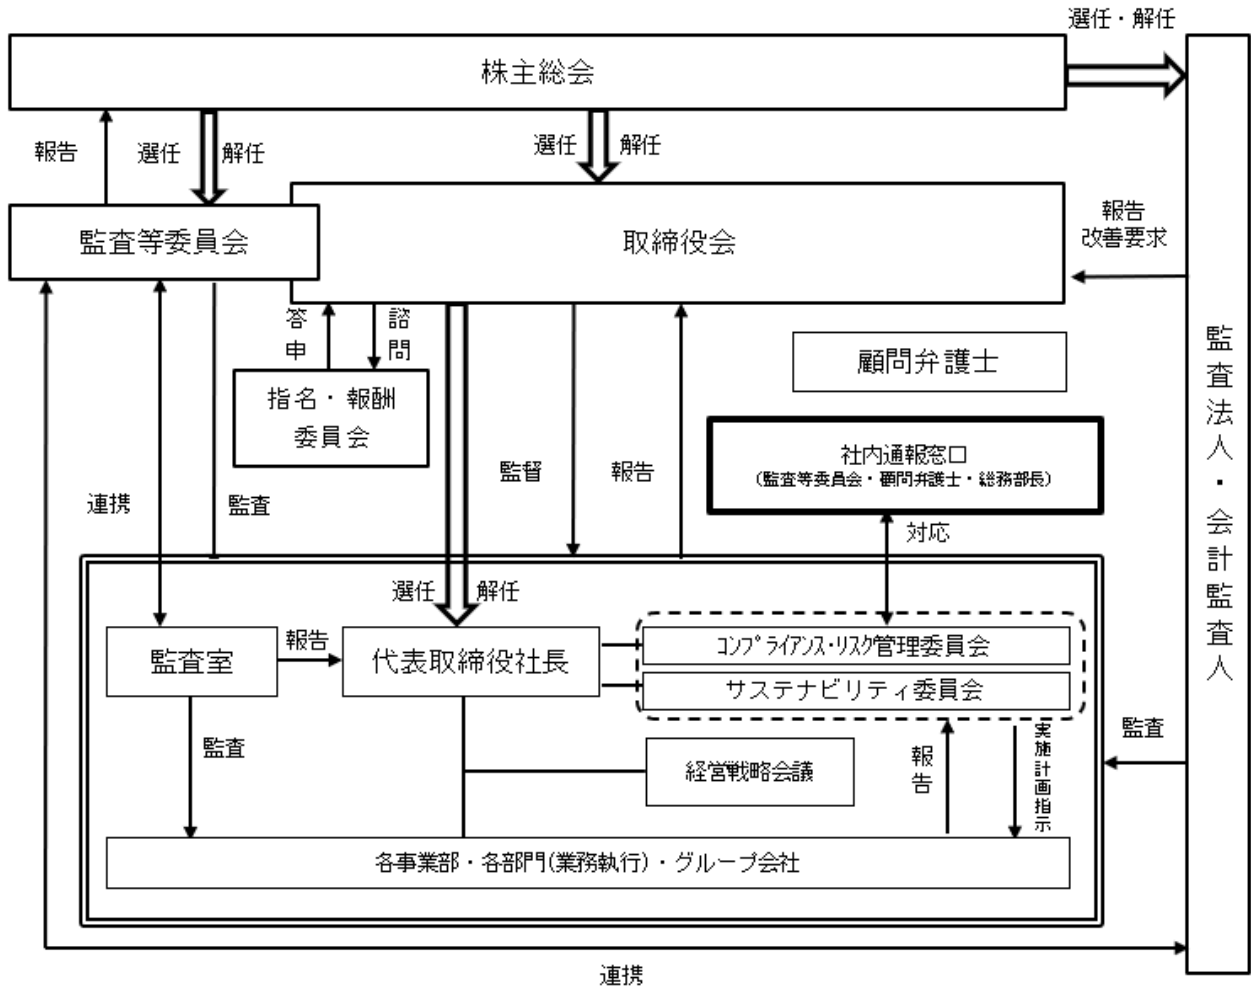 選任・解任
株主総会
報告
選任
解任
選任
解任
監査等委員会
取締役会
報告
改善要求
答申
諮問
指名・報酬
委員会
顧問弁護士
社内通報窓口
(監査等委員会・顧問弁護士・総務部長)
連携
監査
監督
報告
対応
監査法人・会計監査人
選任
解任
監査室
報告
代表取締役社長
コンプライアンス・リスク管理委員会
サステナビリティ委員会
監査
経営戦略会議
報告
実施計画指示
監査
各事業部・各部門(業務執行)・グループ会社
連携